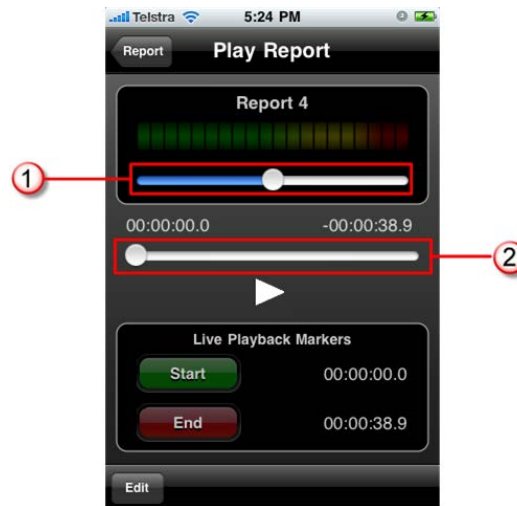 Telstra 5:24 PM
Report Play Report
Report 4
1
00:00:00.0 -00:00:38.9
2
Live Playback Markers
Start 00:00:00.0
End 00:00:38.9
Edit